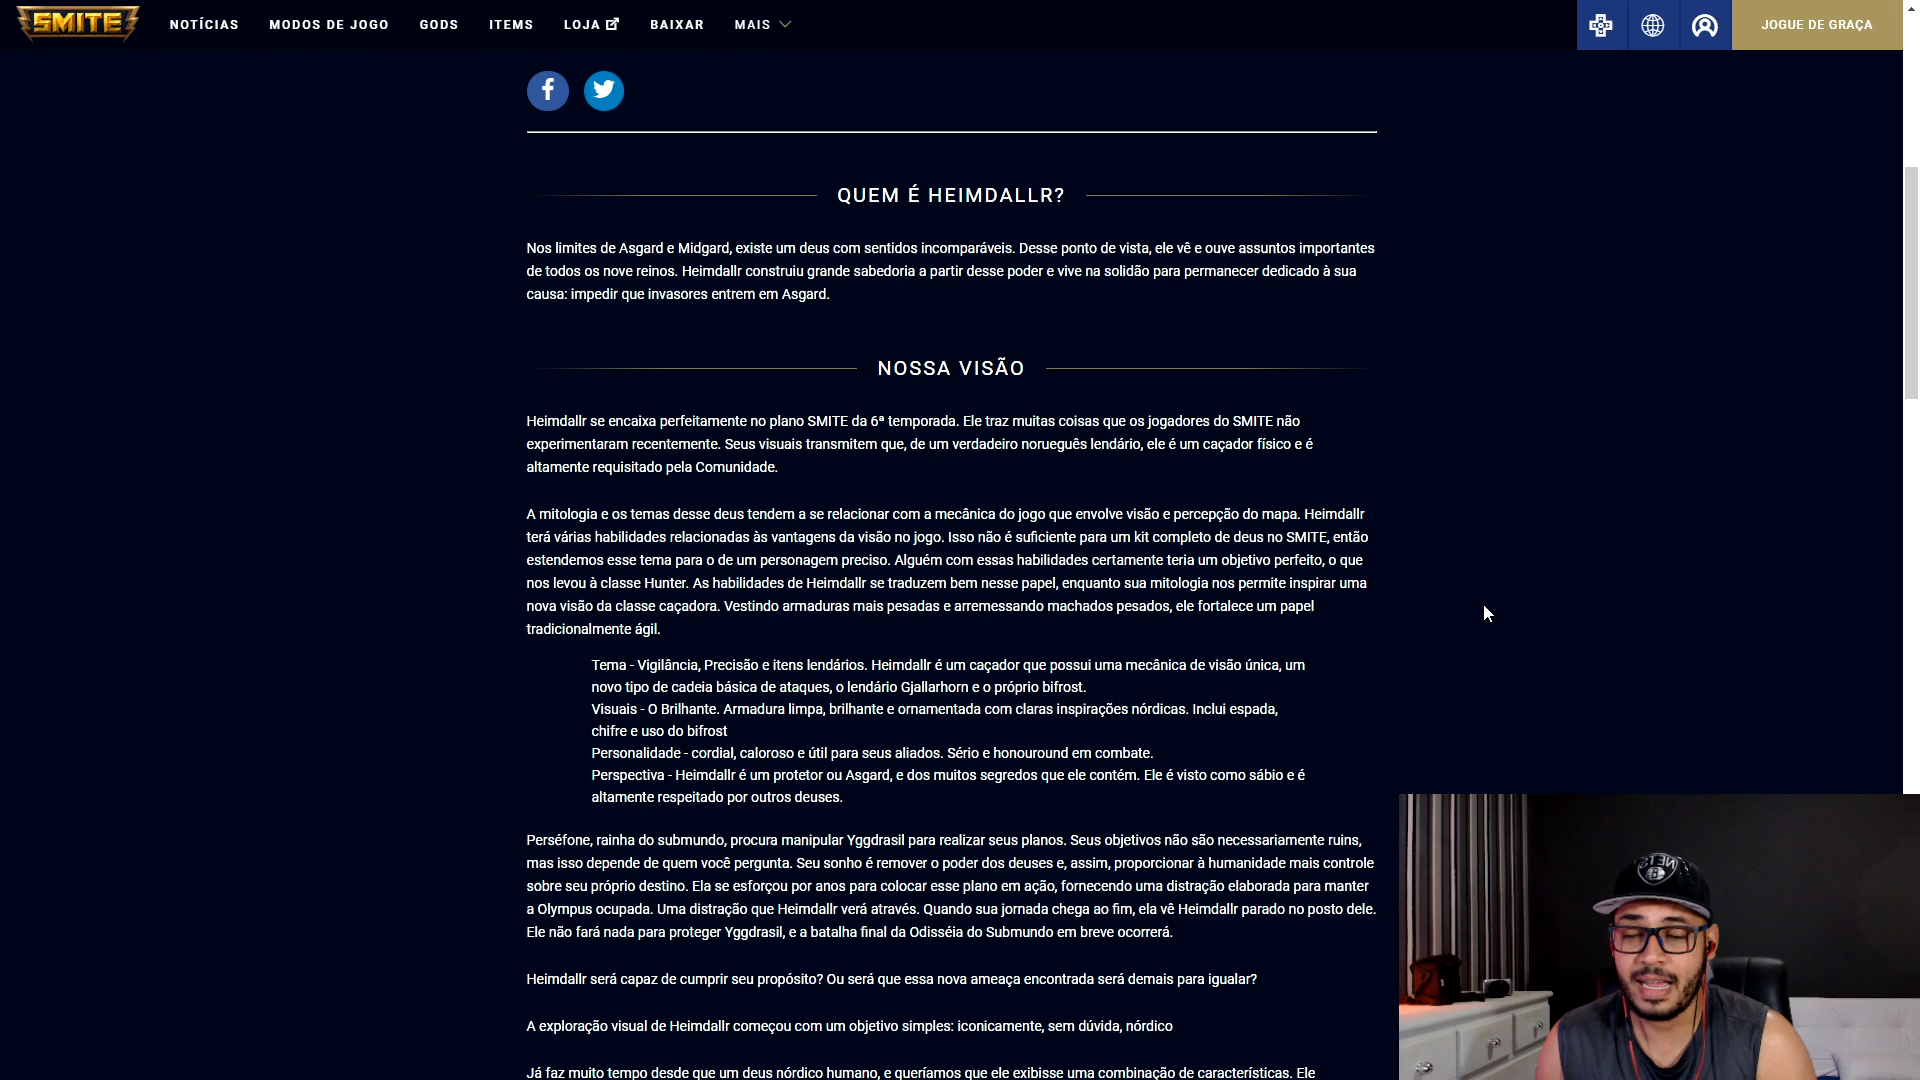 SMITE
NOTÍCIAS
MODOS DE JOGO
GODS
ITEMS
LOJA
BAIXAR
MAIS
JOGUE DE GRAÇA
QUEM É HEIMDALLR?
Nos limites de Asgard e Midgard, existe um deus com sentidos incomparáveis. Desse ponto de vista, ele vê e ouve assuntos importantes
de todos os nove reinos. Heimdallr construiu grande sabedoria a partir desse poder e vive na solidão para permanecer dedicado à sua
causa: impedir que invasores entrem em Asgard.
NOSSA VISÃO
Heimdallr se encaixa perfeitamente no plano SMITE da 6ª temporada. Ele traz muitas coisas que os jogadores do SMITE não
experimentaram recentemente. Seus visuais transmitem que, de um verdadeiro norueguês lendário, ele é um caçador físico e é
altamente requisitado pela Comunidade.
A mitologia e os temas desse deus tendem a se relacionar com a mecânica do jogo que envolve visão e percepção do mapa. Heimdallr
terá várias habilidades relacionadas às vantagens da visão no jogo. Isso não é suficiente para um kit completo de deus no SMITE, então
estendemos esse tema para o de um personagem preciso. Alguém com essas habilidades certamente teria um objetivo perfeito, o que
nos levou à classe Hunter. As habilidades de Heimdallr se traduzem bem nesse papel, enquanto sua mitologia nos permite inspirar uma
nova visão da classe caçadora. Vestindo armaduras mais pesadas e arremessando machados pesados, ele fortalece um papel
tradicionalmente ágil.
Tema - Vigilância, Precisão e itens lendários. Heimdallr é um caçador que possui uma mecânica de visão única, um
novo tipo de cadeia básica de ataques, o lendário Gjallarhorn e o próprio bifrost.
Visuais - O Brilhante. Armadura limpa, brilhante e ornamentada com claras inspirações nórdicas. Inclui espada,
chifre e uso do bifrost
Personalidade - cordial, caloroso e útil para seus aliados. Sério e honouround em combate.
Perspectiva - Heimdallr é um protetor ou Asgard, e dos muitos segredos que ele contém. Ele é visto como sábio e é
altamente respeitado por outros deuses.
Perséfone, rainha do submundo, procura manipular Yggdrasil para realizar seus planos. Seus objetivos não são necessariamente ruins,
mas isso depende de quem você pergunta. Seu sonho é remover o poder dos deuses e, assim, proporcionar à humanidade mais controle
sobre seu próprio destino. Ela se esforçou por anos para colocar esse plano em ação, fornecendo uma distração elaborada para manter
a Olympus ocupada. Uma distração que Heimdallr verá através. Quando sua jornada chega ao fim, ela vê Heimdallr parado no posto dele.
Ele não fará nada para proteger Yggdrasil, e a batalha final da Odisséia do Submundo em breve ocorrerá.
Heimdallr será capaz de cumprir seu propósito? Ou será que essa nova ameaça encontrada será demais para igualar?
A exploração visual de Heimdallr começou com um objetivo simples: iconicamente, sem dúvida, nórdico
Já faz muito tempo desde que um deus nórdico humano, e queríamos que ele exibisse uma combinação de características. Ele
NETS
B